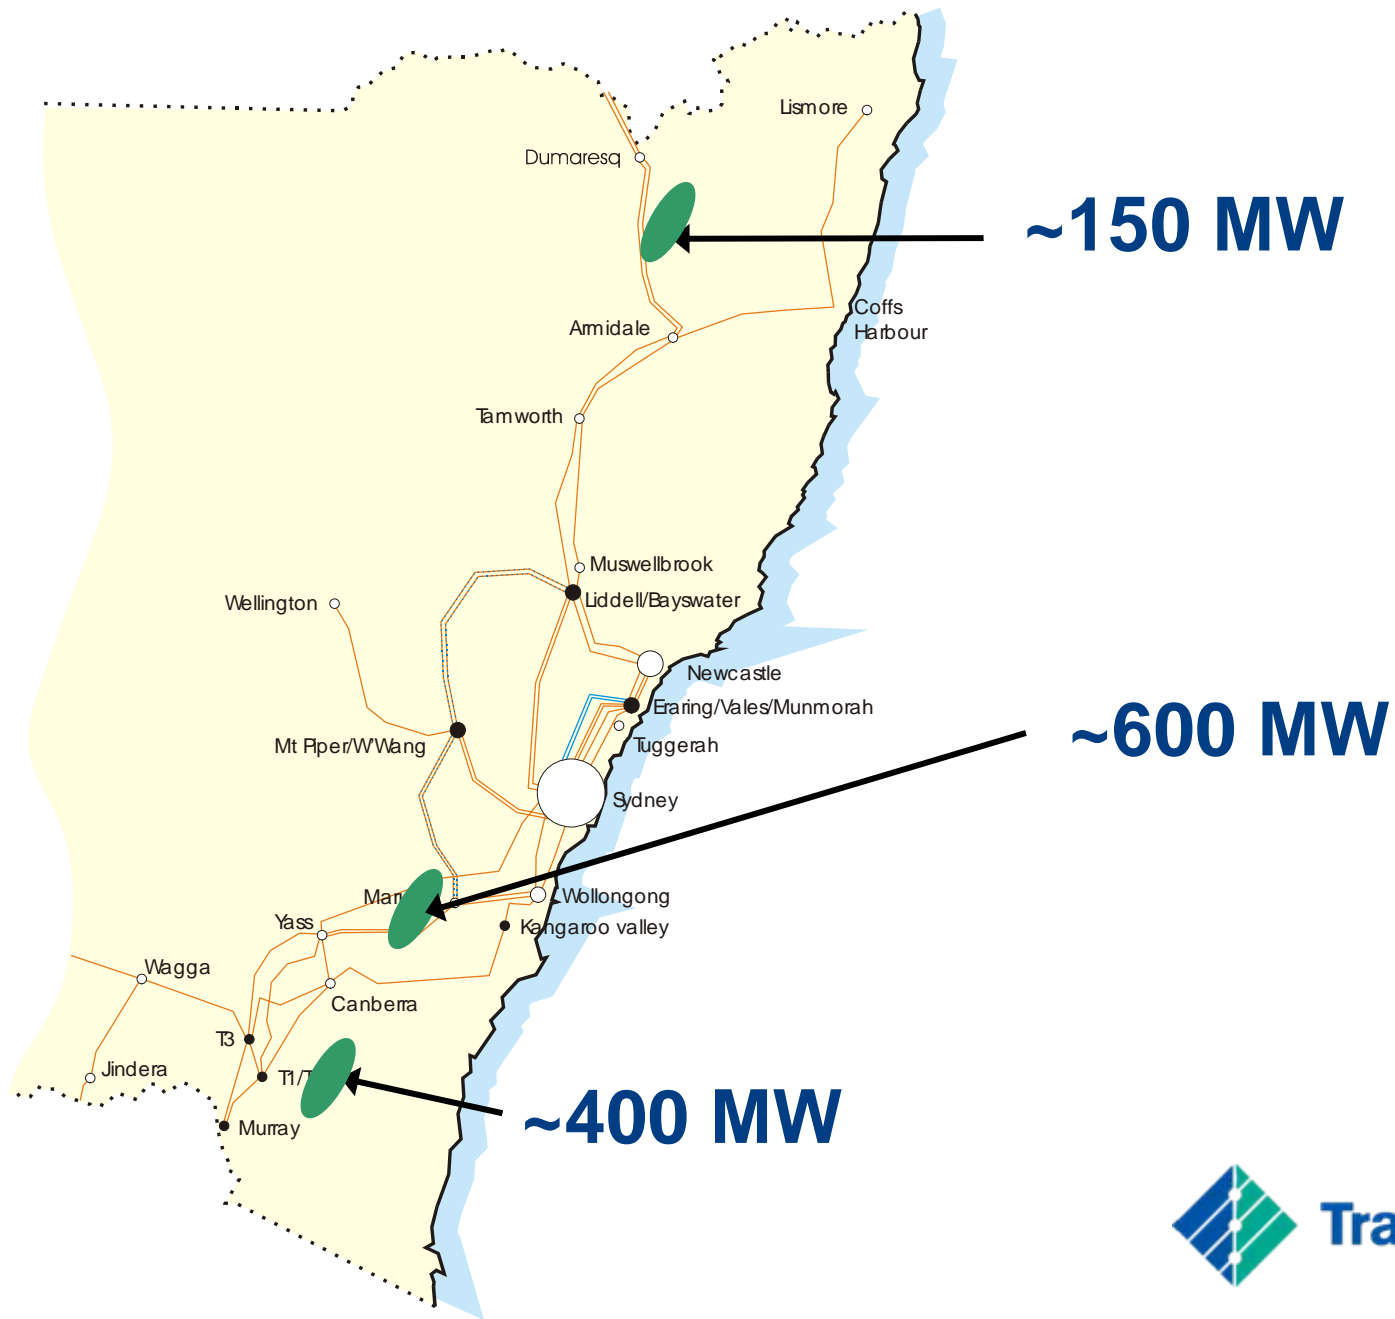 Lismore
Dumaresq
~150 MW
Coffs
Harbour
Armidale
Tamworth
Muswellbrook
Liddell/Bayswater
Wellington
Newcastle
Eraring/Vales/Munmorah
~600 MW
Mt Piper/W'Wang
Tuggerah
Sydney
Wollongong
Yass
Kangaroo valley
Wagga
Canberra
T3
Jindera
~400 MW
Murray